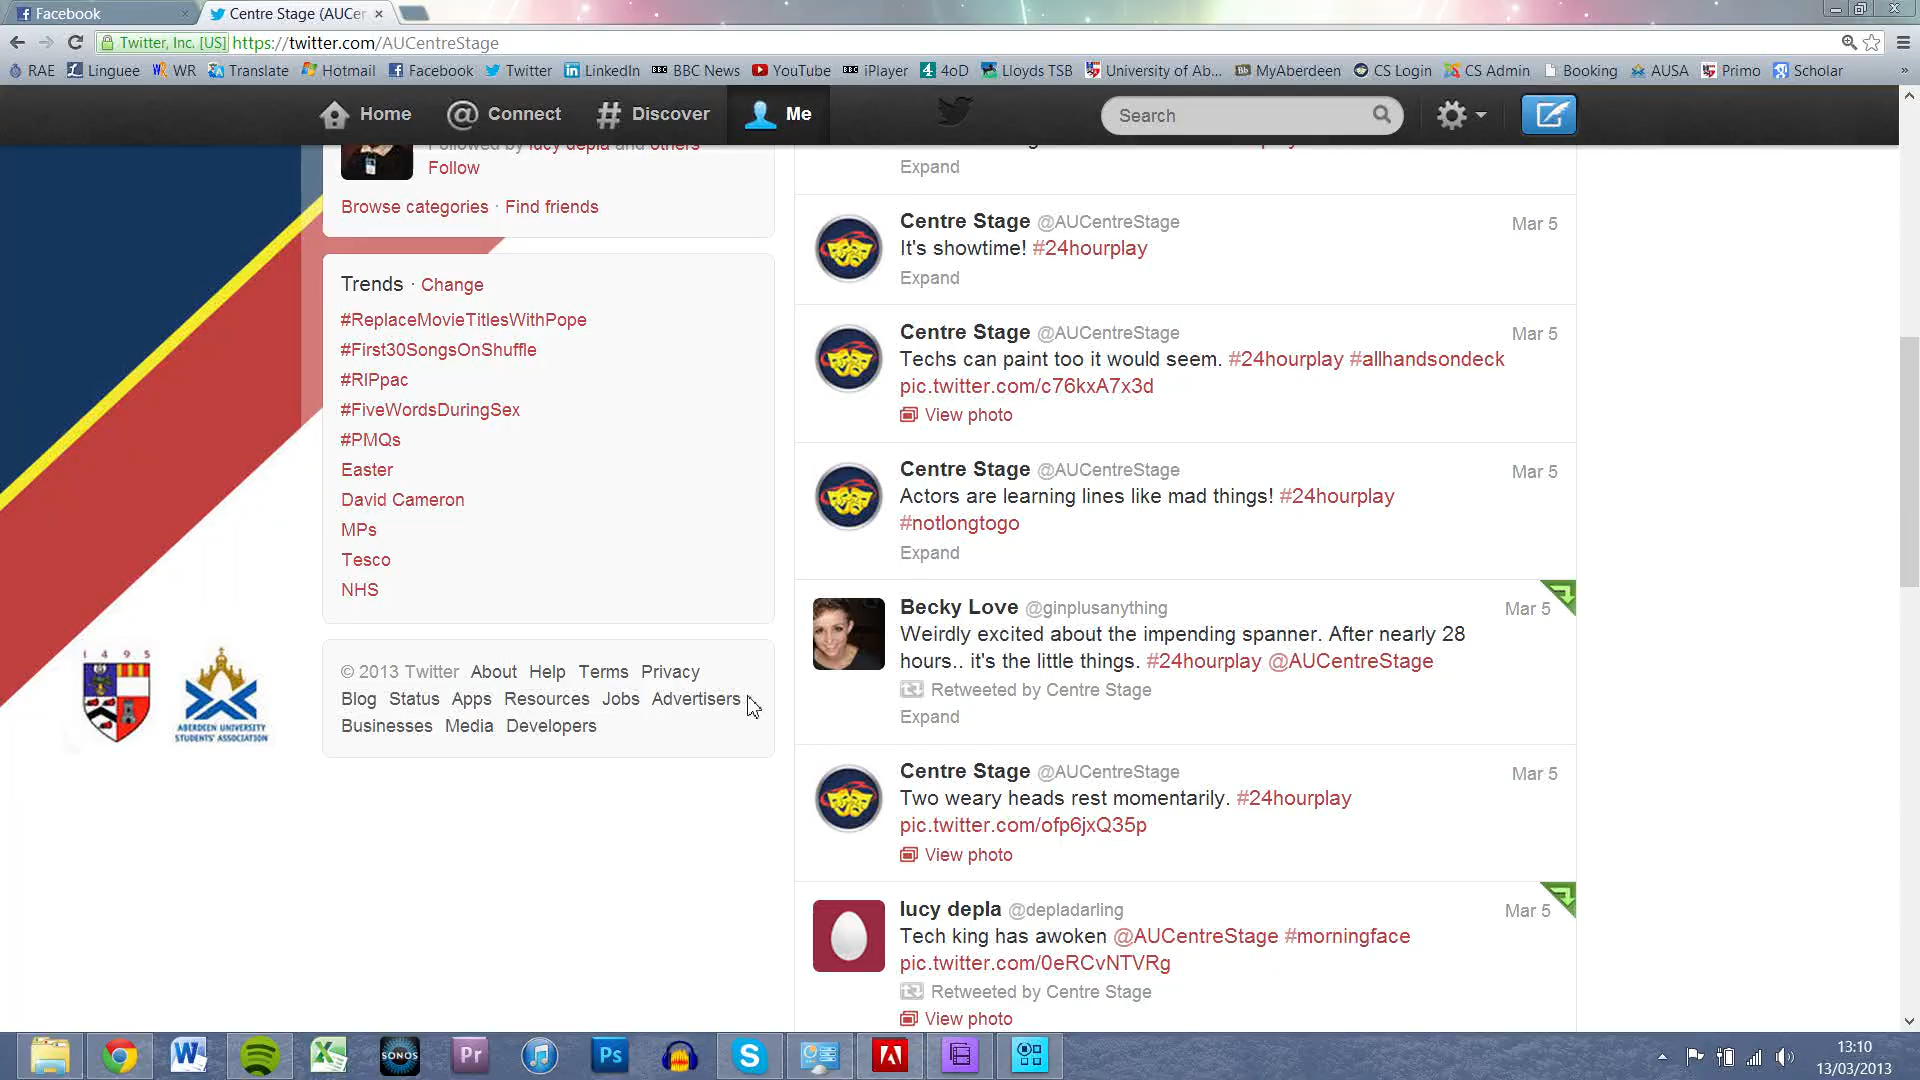 Facebook
Centre Stage (AUCer
Twitter, Inc. [US] https://twitter.com/AUCentreStage
RAE Linguee WR Translate Hotmail Facebook Twitter LinkedIn BBC News YouTube iPlayer 4oD Lloyds TSB University of Ab... MyAberdeen CS Login CS Admin Booking AUSA Primo Scholar »
Home Connect Discover Me Search
Followed by lucy depla and others
Follow
Browse categories · Find friends
Trends · Change
#ReplaceMovieTitlesWithPope
#First30SongsOnShuffle
#RIPpac
#FiveWordsDuringSex
#PMQs
Easter
David Cameron
MPs
Tesco
NHS
© 2013 Twitter About Help Terms Privacy
Blog Status Apps Resources Jobs Advertisers
Businesses Media Developers
1495
ABERDEEN UNIVERSITY
STUDENTS' ASSOCIATION
Expand
Centre Stage @AUCentreStage Mar 5
It's showtime! #24hourplay
Expand
Centre Stage @AUCentreStage Mar 5
Techs can paint too it would seem. #24hourplay #allhandsondeck
pic.twitter.com/c76kxA7x3d
View photo
Centre Stage @AUCentreStage Mar 5
Actors are learning lines like mad things! #24hourplay
#notlongtogo
Expand
Becky Love @ginplusanything Mar 5
Weirdly excited about the impending spanner. After nearly 28
hours.. it's the little things. #24hourplay @AUCentreStage
Retweeted by Centre Stage
Expand
Centre Stage @AUCentreStage Mar 5
Two weary heads rest momentarily. #24hourplay
pic.twitter.com/ofp6jxQ35p
View photo
lucy depla @depladarling Mar 5
Tech king has awoken @AUCentreStage #morningface
pic.twitter.com/0eRCvNTVRg
Retweeted by Centre Stage
View photo
SONOS Pr Ps
13:10
13/03/2013